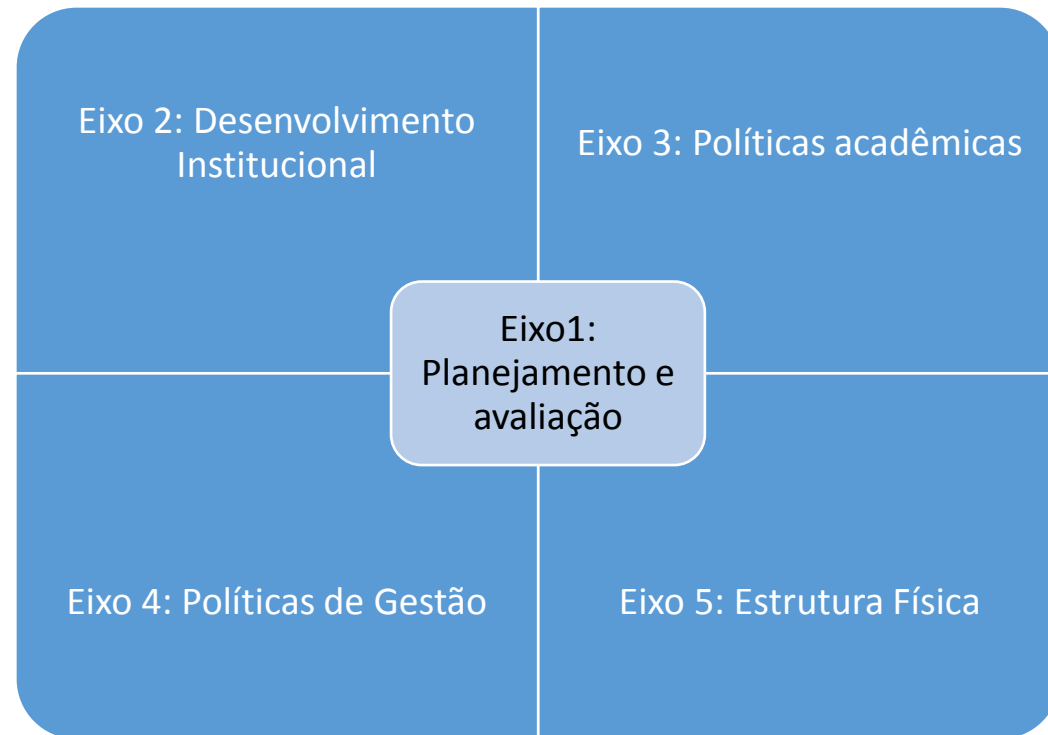 Eixo 2: Desenvolvimento
Institucional
Eixo 3: Políticas acadêmicas
Eixo1:
Planejamento e
avaliação
Eixo 4: Políticas de Gestão
Eixo 5: Estrutura Física